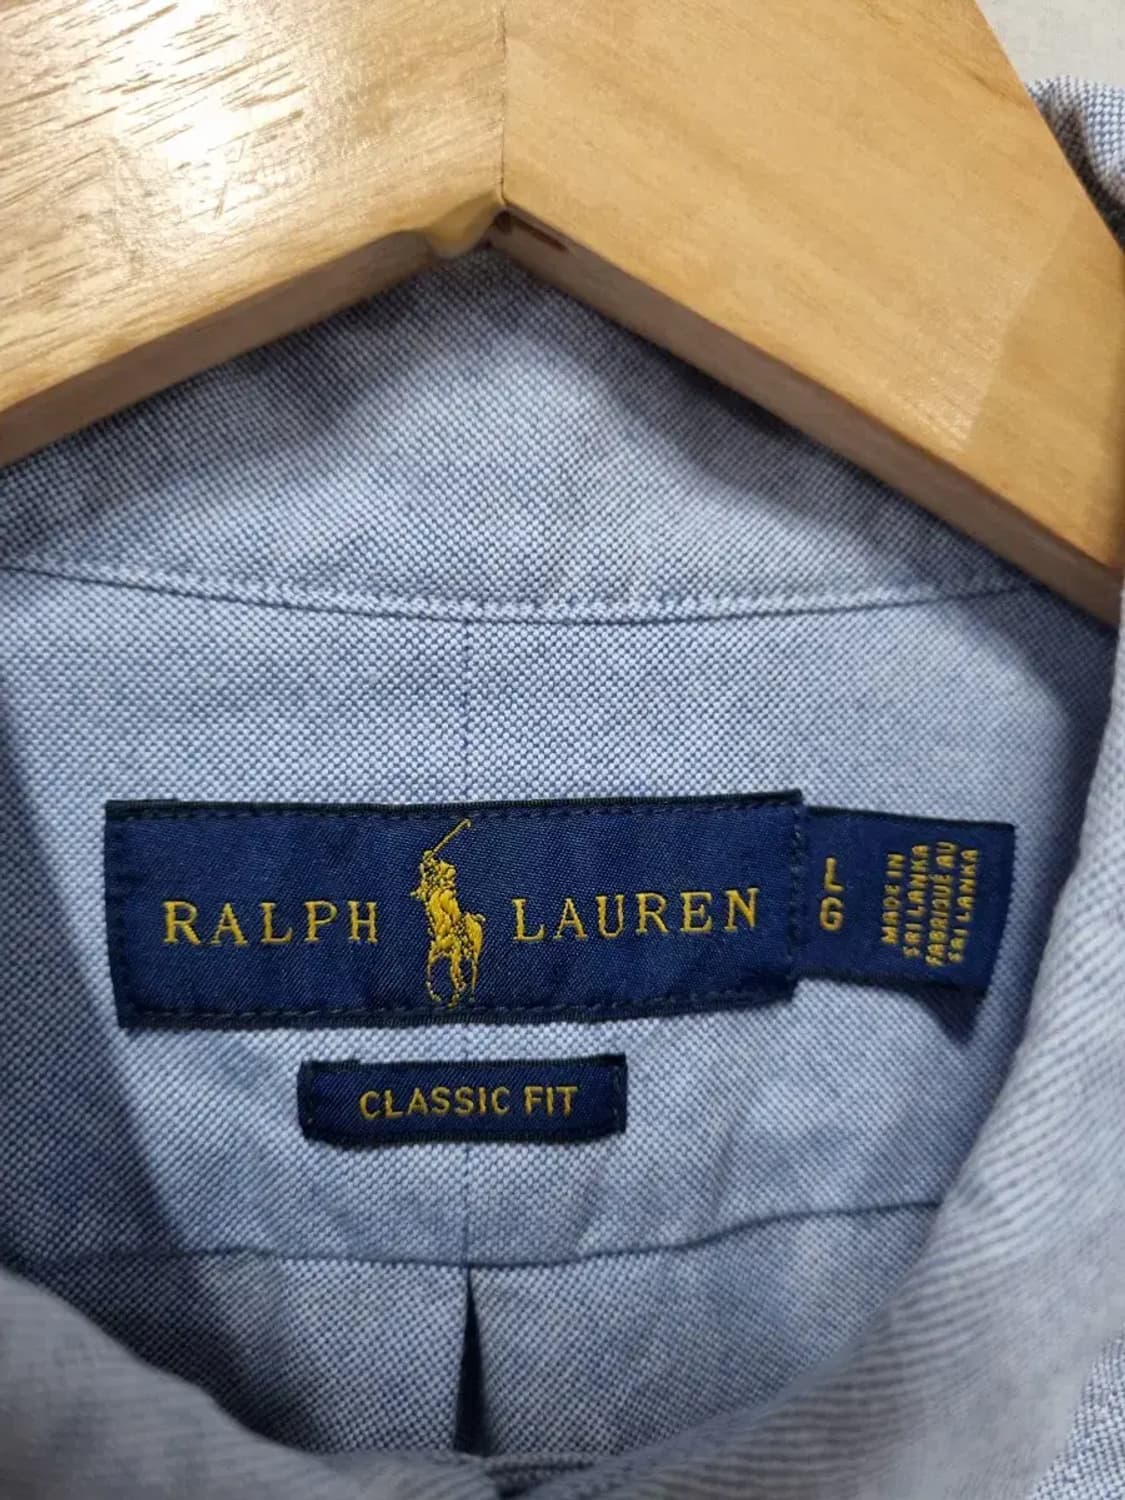 RALPH LAUREN
L
G
MADE IN
SRI LANKA
FABRIQUÉ AU
SRI LANKA
CLASSIC FIT